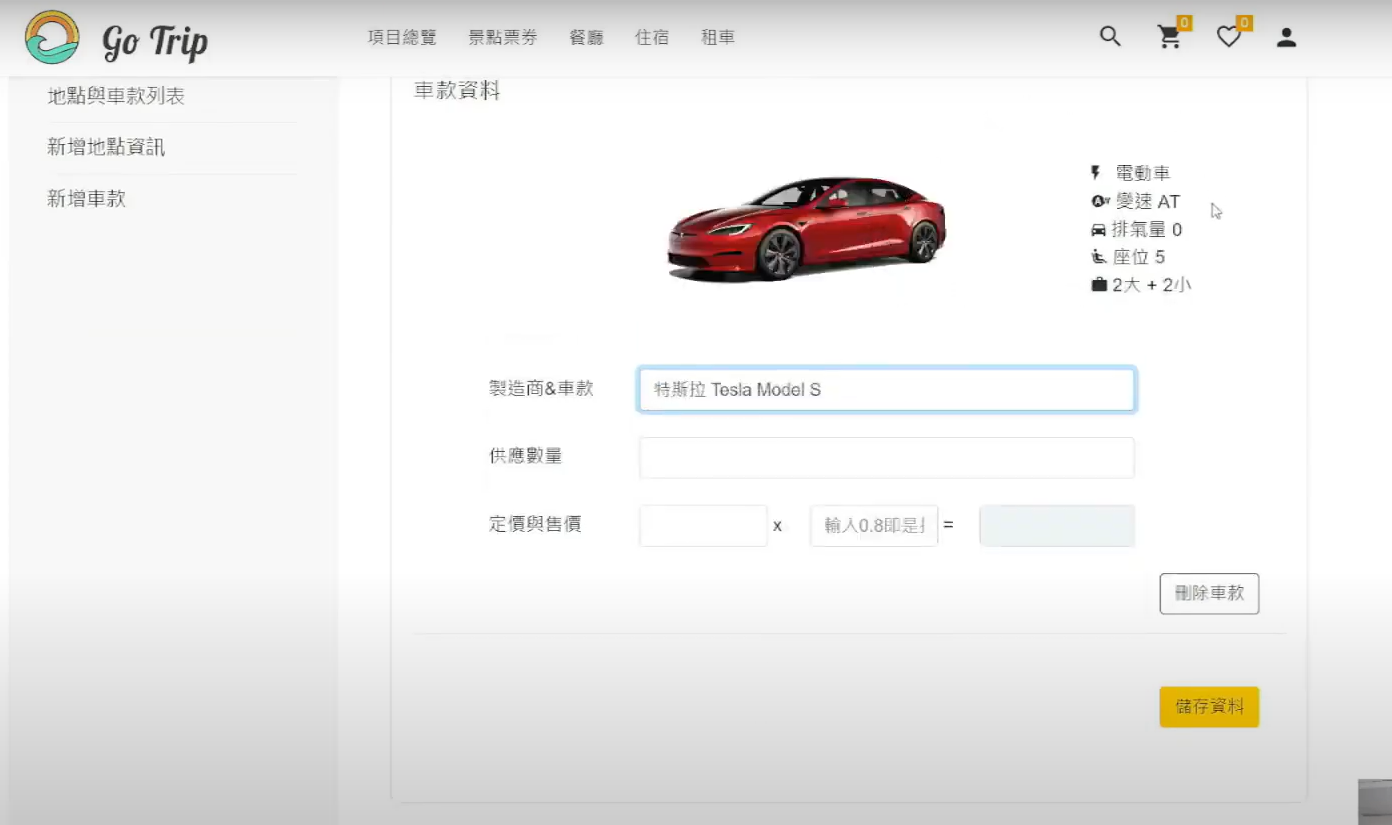 Go Trip
項目總覽 景點票券 餐廳 住宿 租車
0 0
地點與車款列表
新增地點資訊
新增車款
車款資料
電動車
變速 AT
排氣量 0
座位 5
2大 + 2小
製造商&車款 特斯拉 Tesla Model S
供應數量
定價與售價 x 輸入0.8即是 =
刪除車款
儲存資料